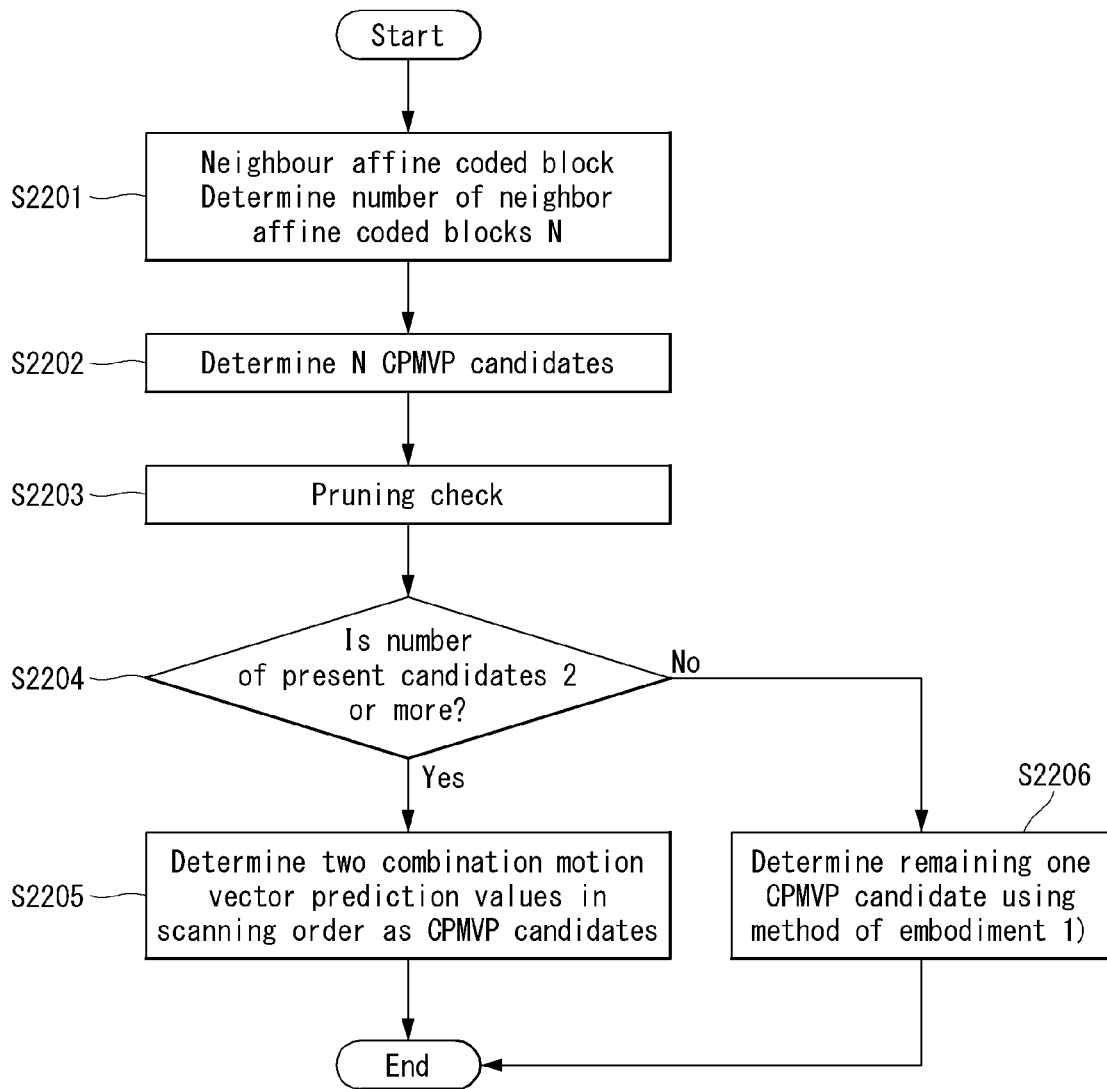 Start
S2201
Neighbour affine coded block
Determine number of neighbor
affine coded blocks N
S2202
Determine N CPMVP candidates
S2203
Pruning check
S2204
Is number
of present candidates 2
or more?
No
Yes
S2206
S2205
Determine two combination motion
vector prediction values in
scanning order as CPMVP candidates
Determine remaining one
CPMVP candidate using
method of embodiment 1)
End